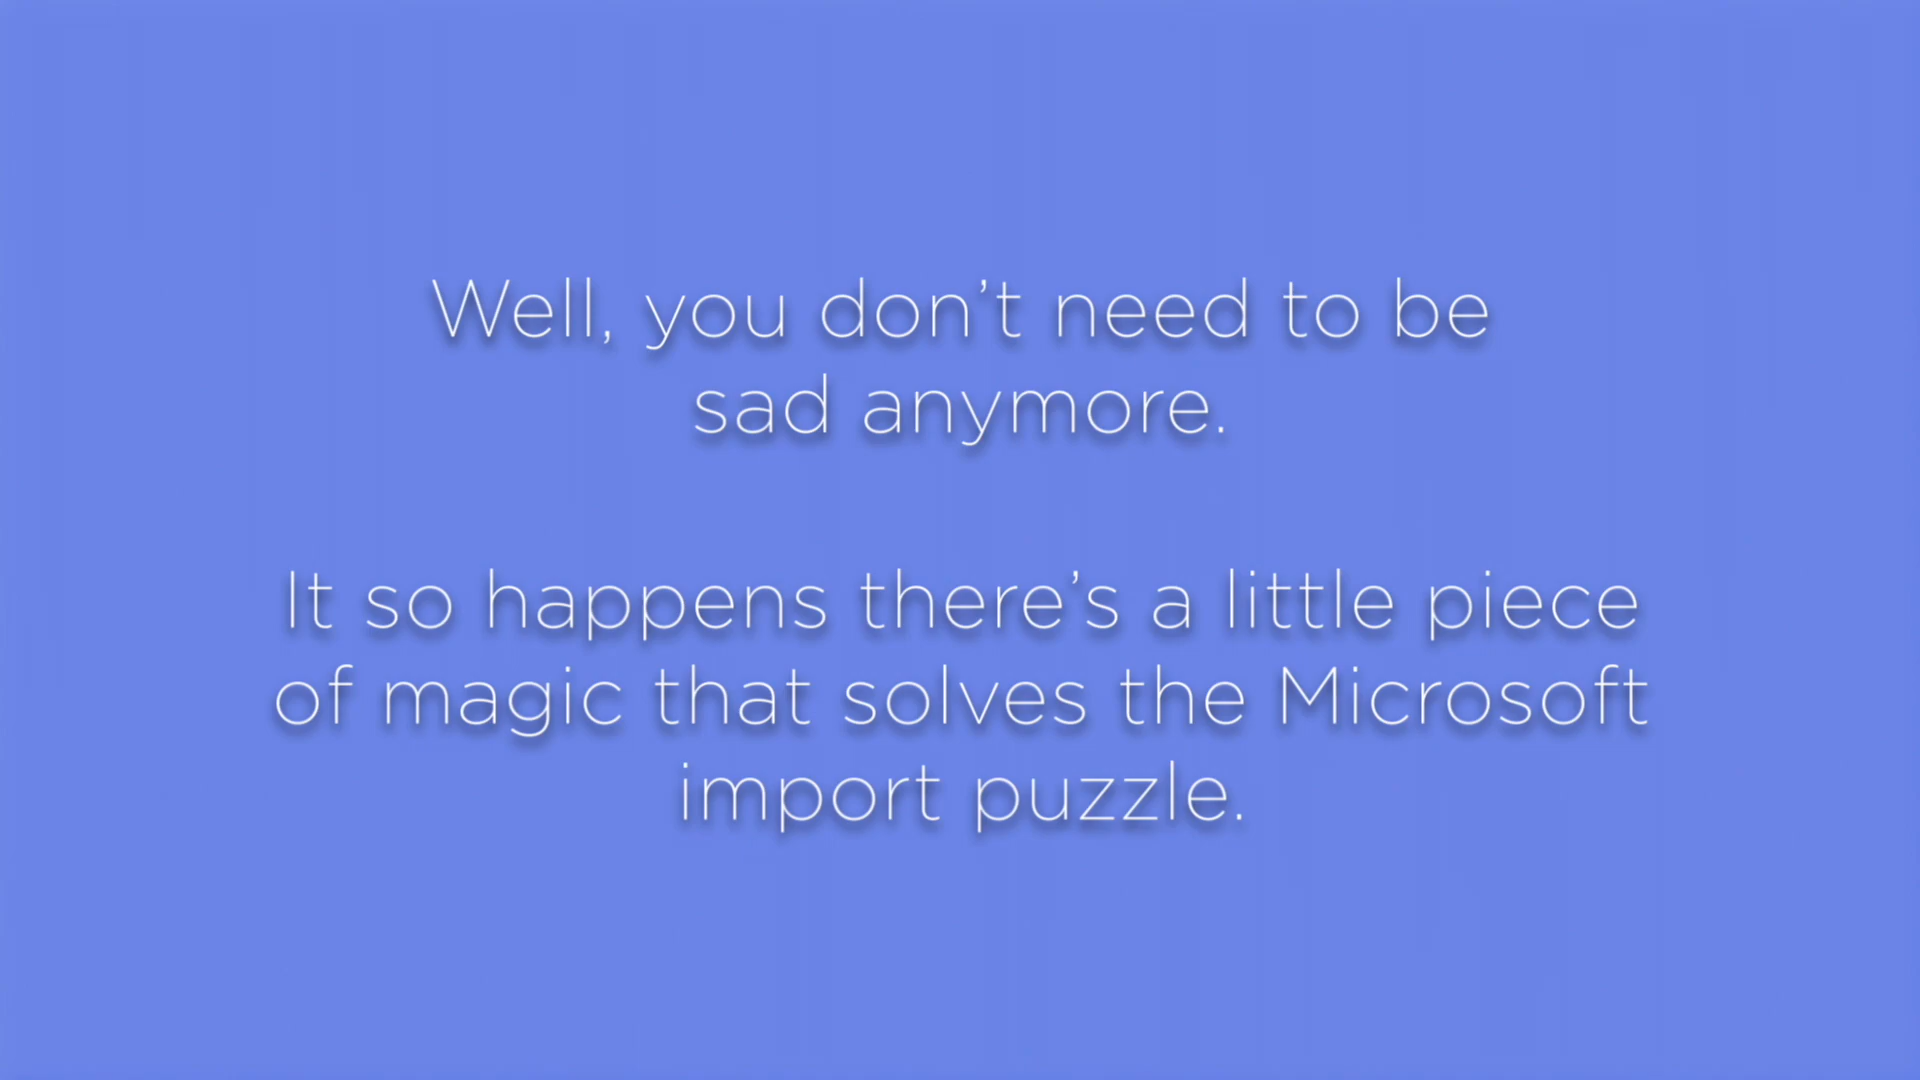 Well, you don’t need to be
sad anymore.
It so happens there’s a little piece
of magic that solves the Microsoft
import puzzle.